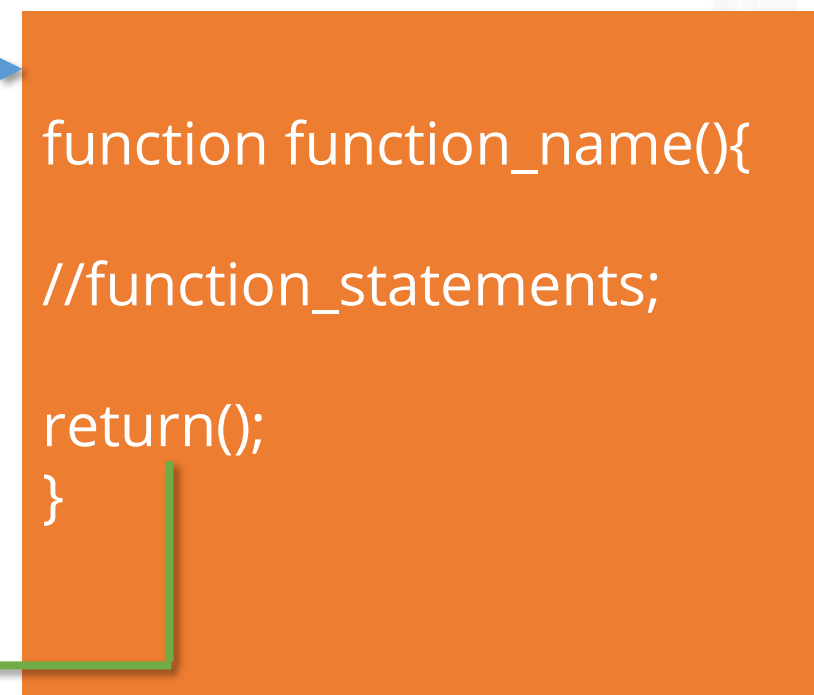 function function_name(){
//function_statements;
return();
}